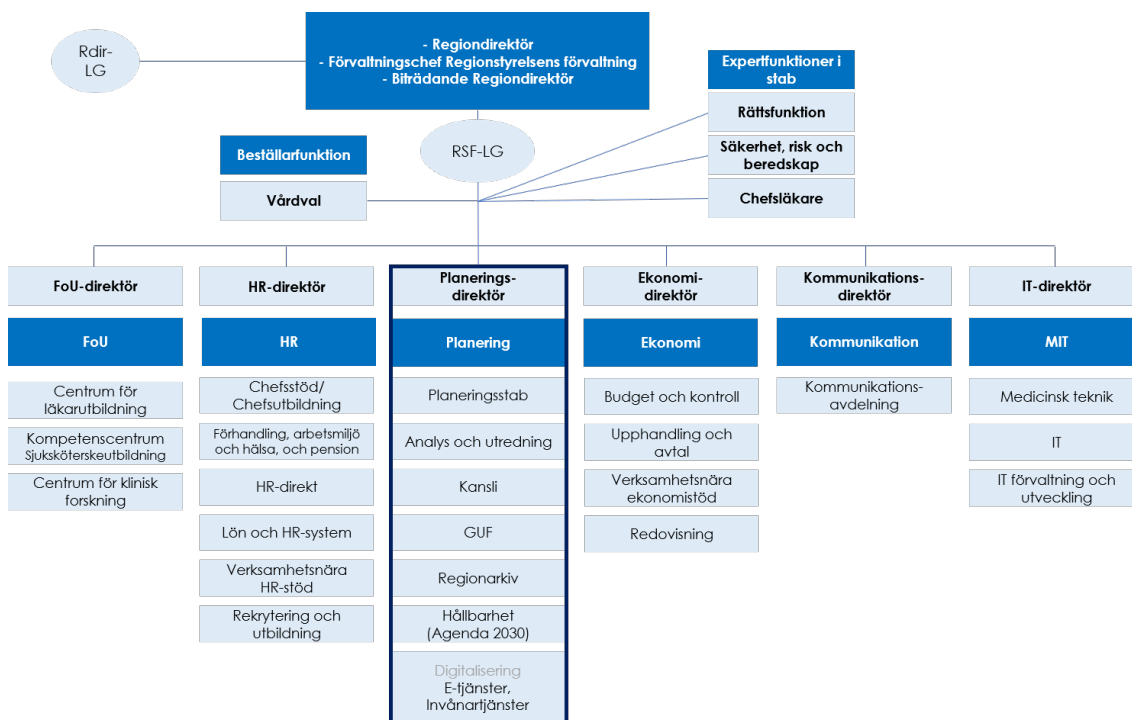 Rdir-
LG
- Regiondirektör
- Förvaltningschef Regionstyrelsens förvaltning
- Biträdande Regiondirektör
Expertfunktioner i
stab
Rättsfunktion
Säkerhet, risk och
beredskap
Chefsläkare
RSF-LG
Beställarfunktion
Vårdval
FoU-direktör
FoU
Centrum för
läkarutbildning
Kompetenscentrum
Sjuksköterskeutbildning
Centrum för klinisk
forskning
HR-direktör
HR
Chefsstöd/
Chefsutbildning
Förhandling, arbetsmiljö
och hälsa, och pension
HR-direkt
Lön och HR-system
Verksamhetsnära
HR-stöd
Rekrytering och
utbildning
Planerings-
direktör
Planering
Planeringsstab
Analys och utredning
Kansli
GUF
Regionarkiv
Hållbarhet
(Agenda 2030)
Digitalisering
E-tjänster,
Invånartjänster
Ekonomi-
direktör
Ekonomi
Budget och kontroll
Upphandling och
avtal
Verksamhetsnära
ekonomistöd
Redovisning
Kommunikations-
direktör
Kommunikation
Kommunikations-
avdelning
IT-direktör
MIT
Medicinsk teknik
IT
IT förvaltning och
utveckling